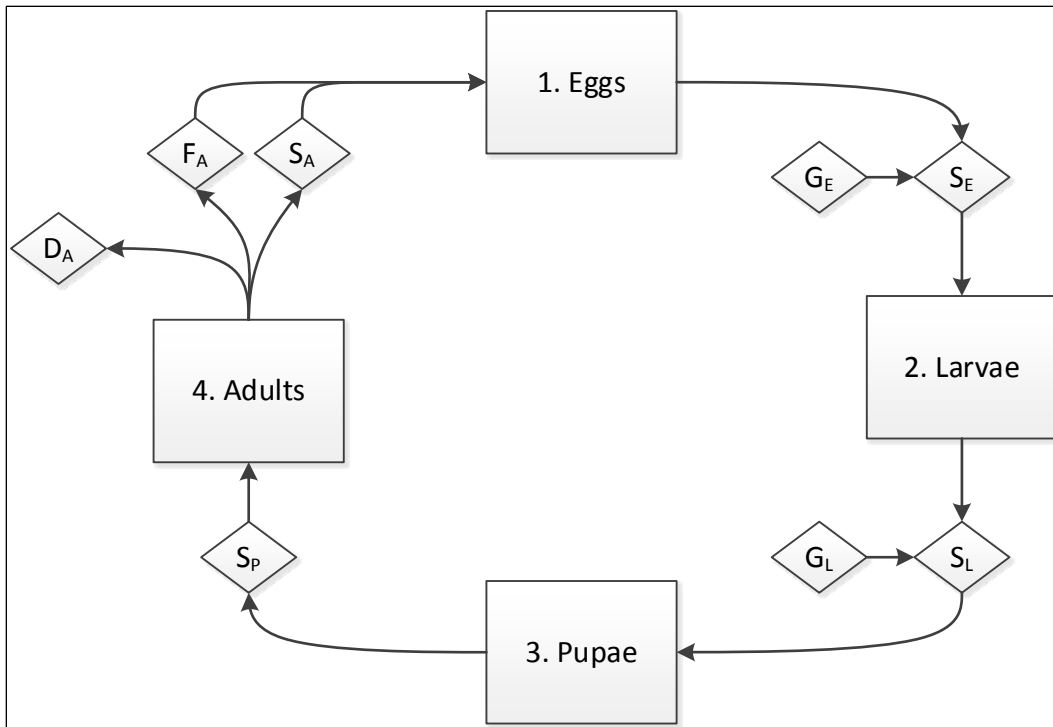 1. Eggs
F_A
S_A
G_E
S_E
D_A
2. Larvae
4. Adults
S_P
G_L
S_L
3. Pupae